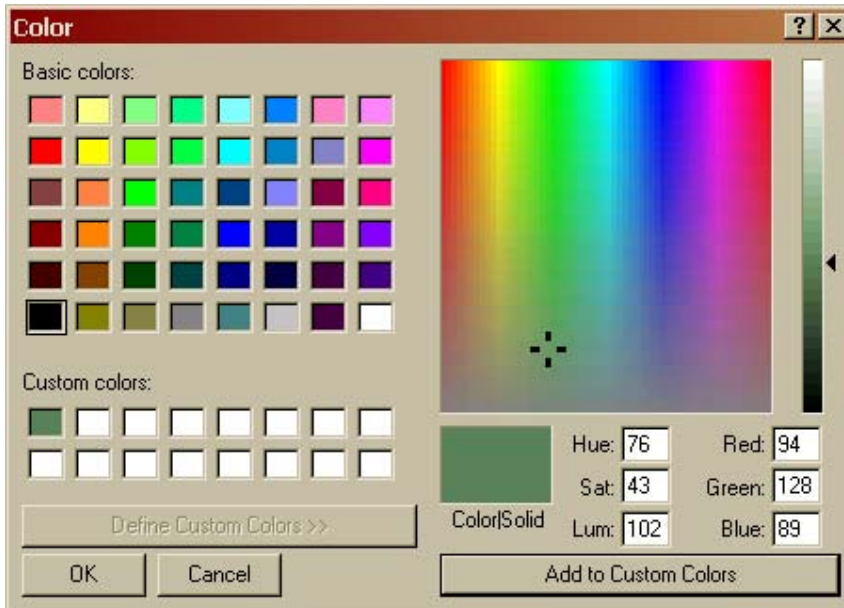 Color
Basic colors:
Custom colors:
Define Custom Colors >>
OK Cancel
Color|Solid
Hue: 76 Red: 94
Sat: 43 Green: 128
Lum: 102 Blue: 89
Add to Custom Colors